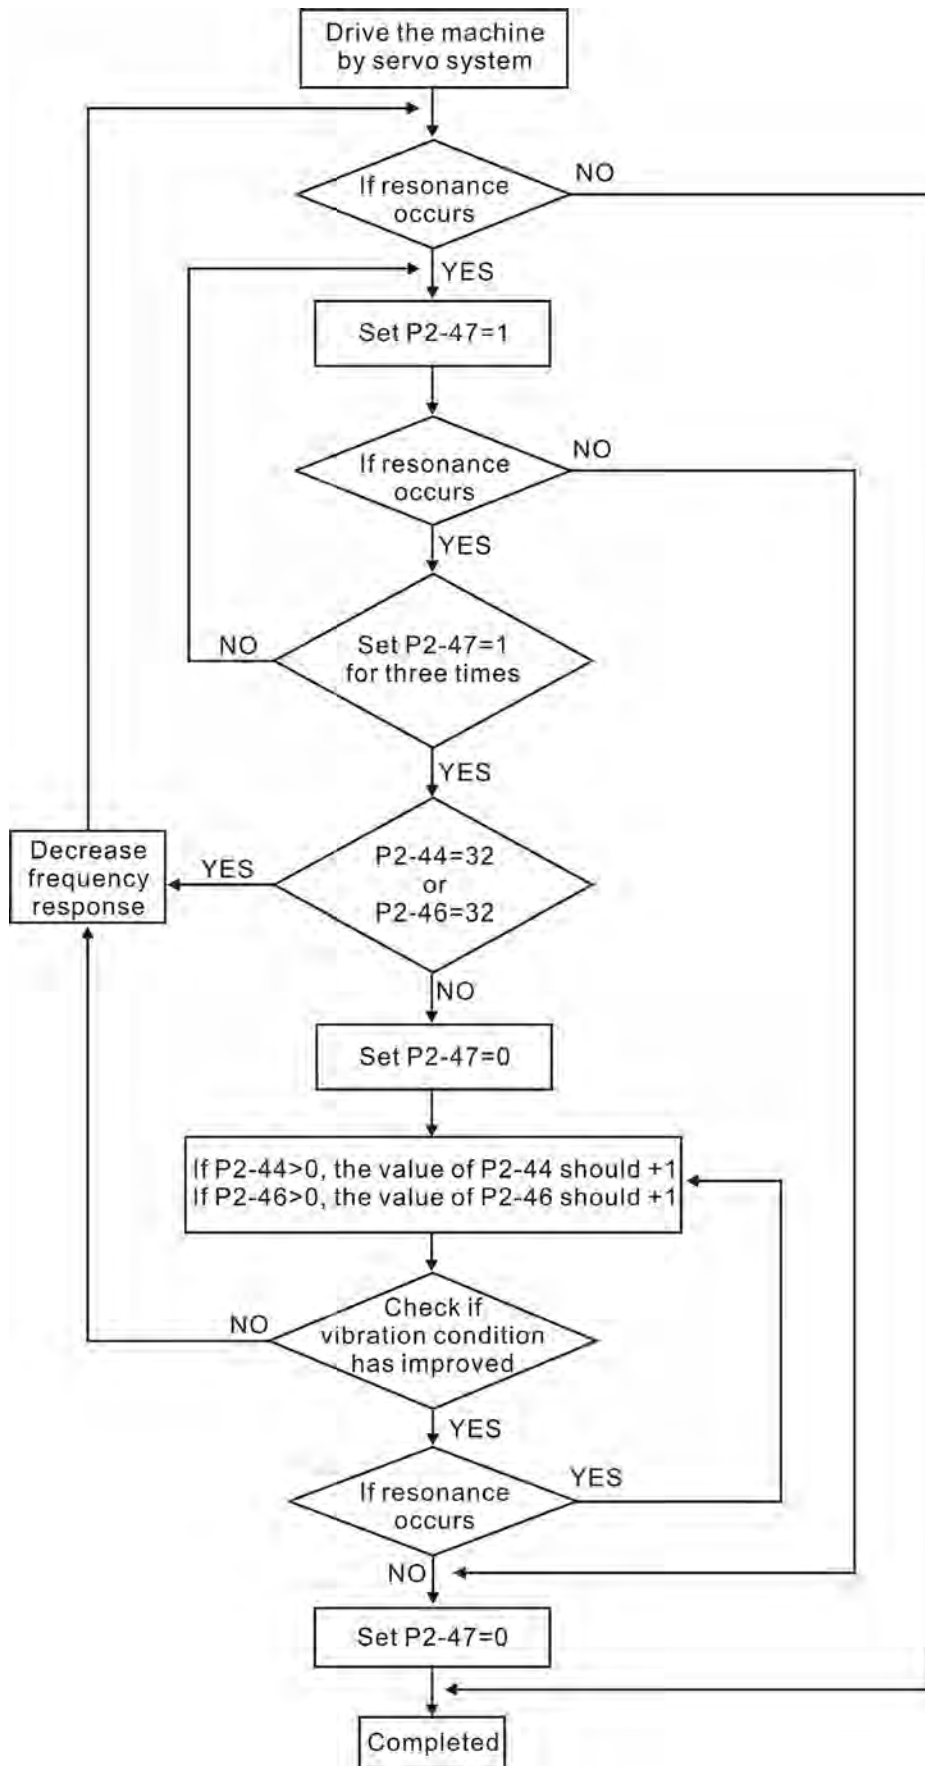 Drive the machine
by servo system
If resonance
occurs
NO
YES
Set P2-47=1
If resonance
occurs
NO
YES
Set P2-47=1
for three times
NO
YES
P2-44=32
or
P2-46=32
YES
Decrease
frequency
response
NO
Set P2-47=0
If P2-44>0, the value of P2-44 should +1
If P2-46>0, the value of P2-46 should +1
Check if
vibration condition
has improved
NO
YES
If resonance
occurs
YES
NO
Set P2-47=0
Completed